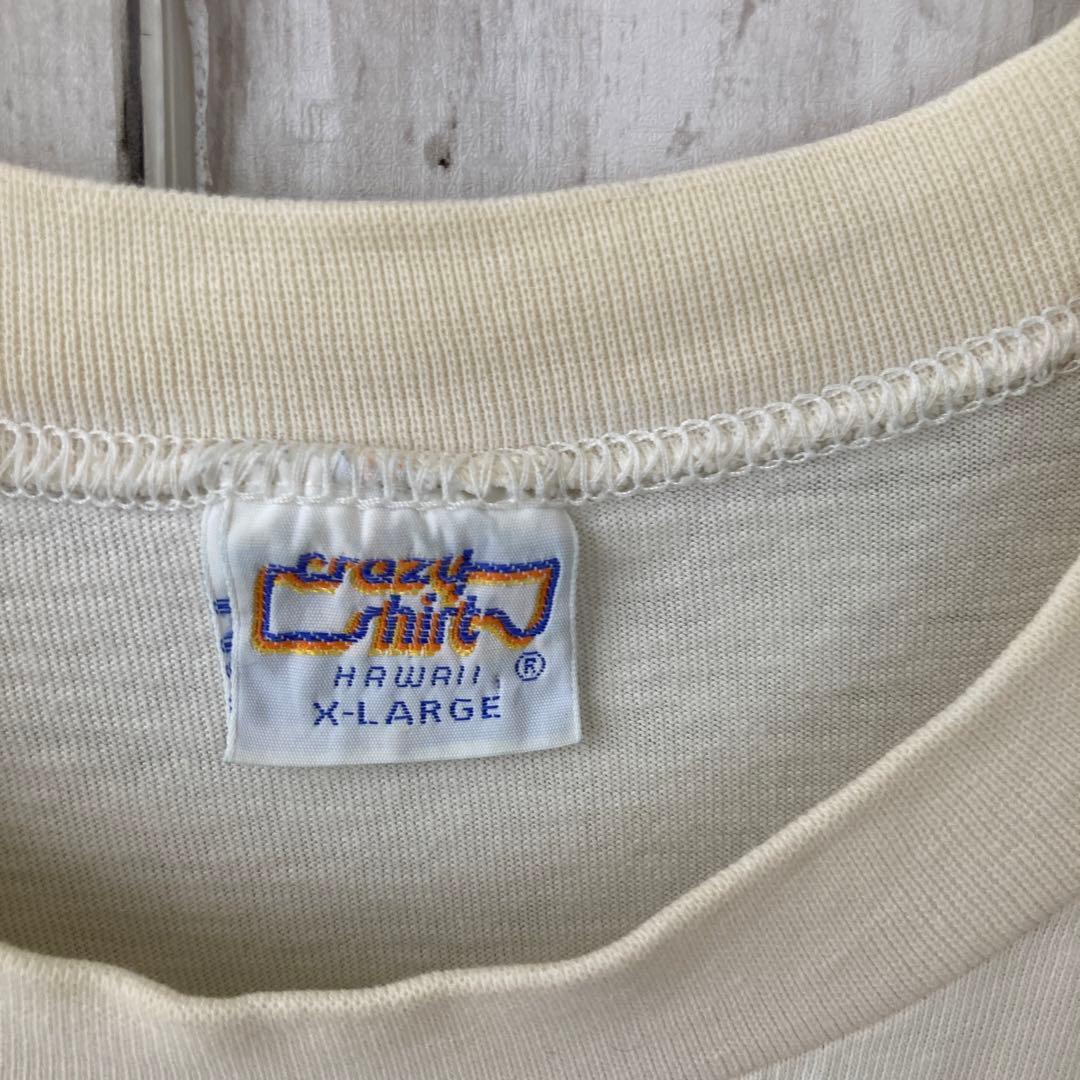 crazy
shirt
HAWAII ®
X-LARGE